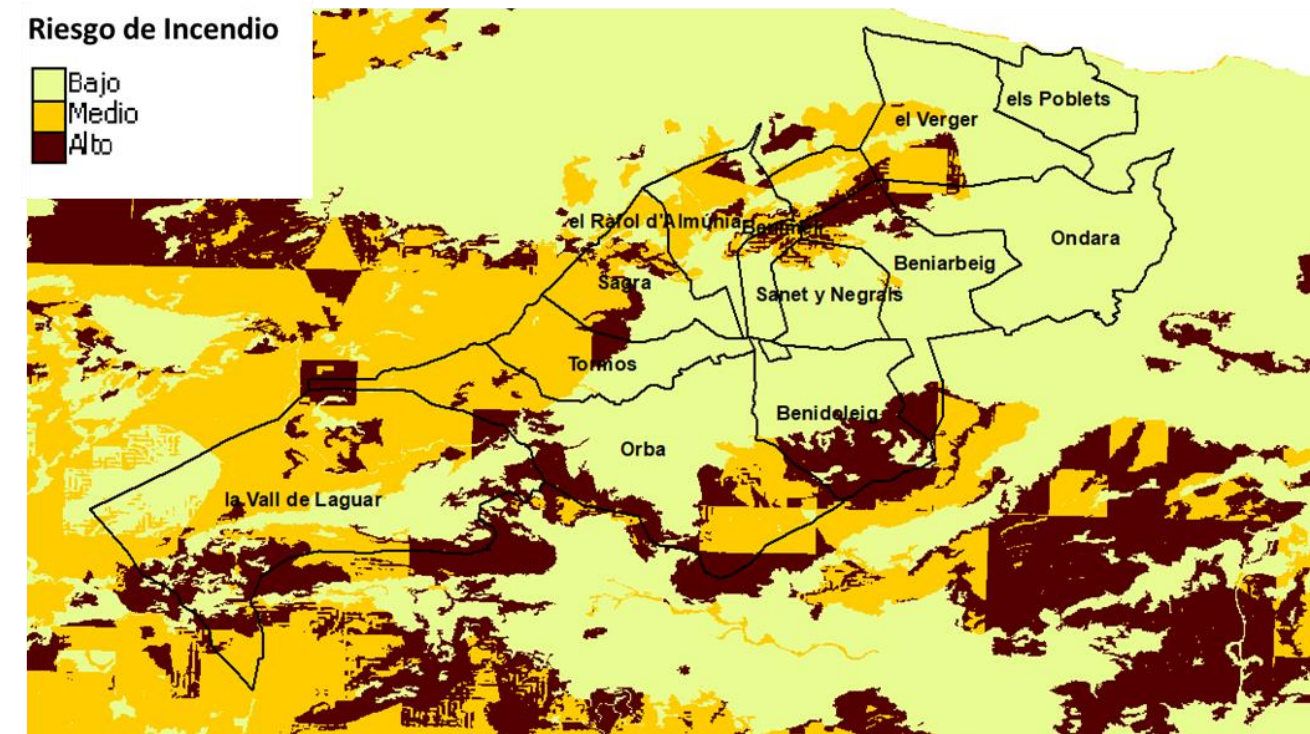 Riesgo de Incendio
Bajo
Medio
Alto
els Poblets
el Verger
el Ràfol d'Almúnia
Ondara
Beniarbeig
Sagra
Sanet y Negrals
Tormos
Benidoleig
Orba
la Vall de Laguar